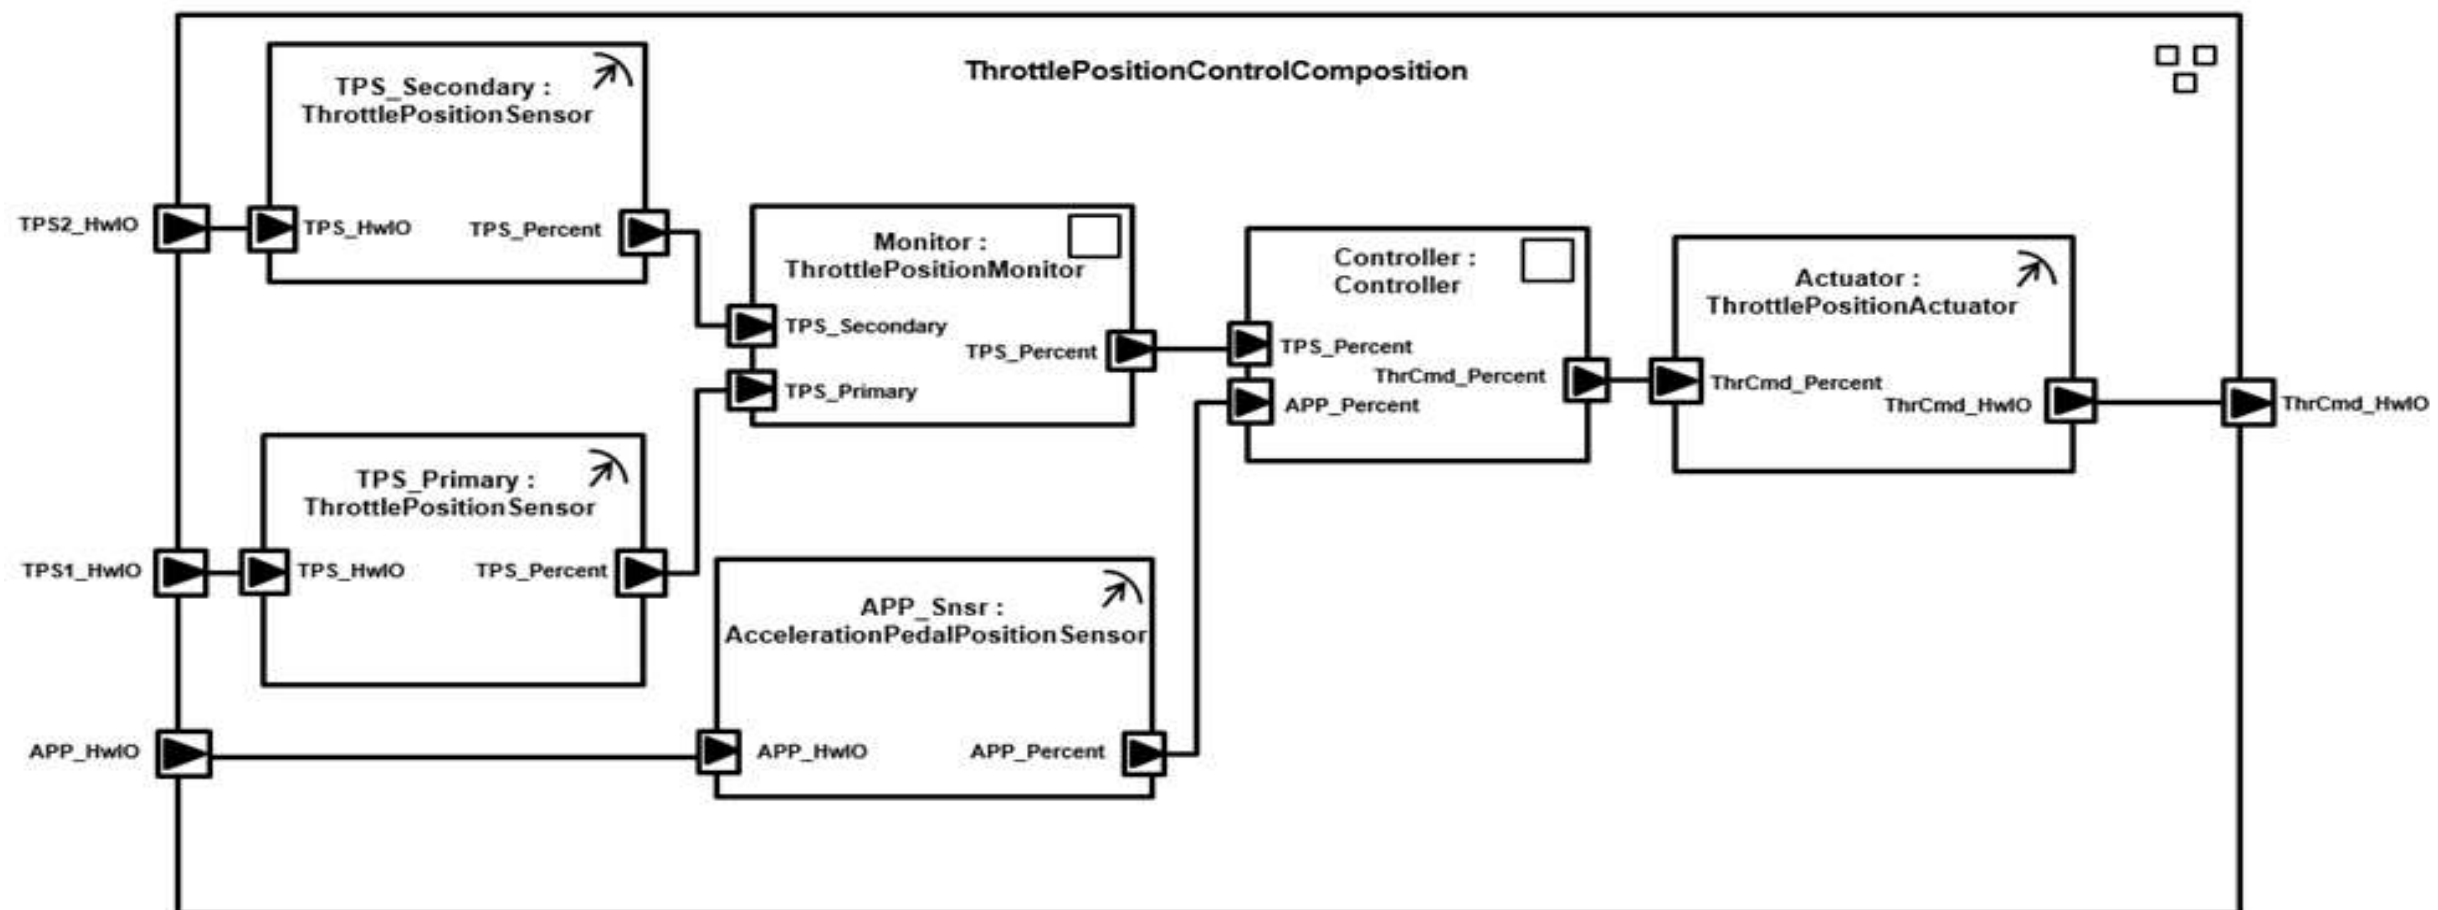 ThrottlePositionControlComposition
TPS_Secondary :
ThrottlePositionSensor
TPS2_HwIO
TPS_HwIO
TPS_Percent
Monitor :
ThrottlePositionMonitor
TPS_Secondary
TPS_Primary
TPS_Percent
Controller :
Controller
TPS_Percent
APP_Percent
ThrCmd_Percent
Actuator :
ThrottlePositionActuator
ThrCmd_Percent
ThrCmd_HwIO
ThrCmd_HwIO
TPS_Primary :
ThrottlePositionSensor
TPS1_HwIO
TPS_HwIO
TPS_Percent
APP_Snsr :
AccelerationPedalPositionSensor
APP_HwIO
APP_HwIO
APP_Percent